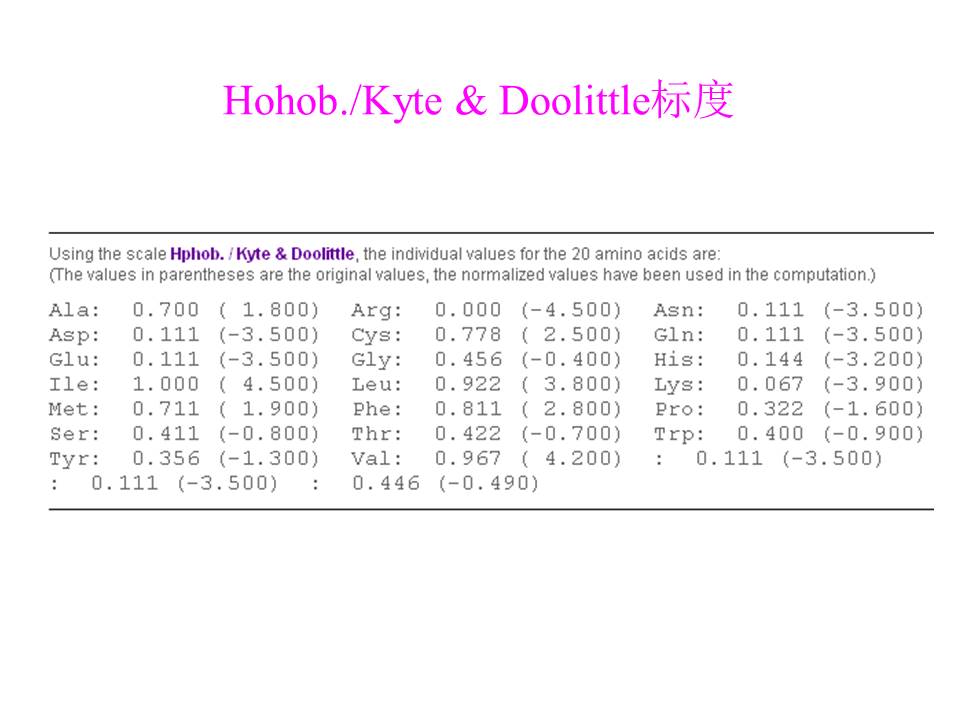 Hohob./Kyte & Doolittle标度
Using the scale Hphob. / Kyte & Doolittle, the individual values for the 20 amino acids are:
(The values in parentheses are the original values, the normalized values have been used in the computation.)
Ala: 0.700 ( 1.800) Arg: 0.000 (-4.500) Asn: 0.111 (-3.500)
Asp: 0.111 (-3.500) Cys: 0.778 ( 2.500) Gln: 0.111 (-3.500)
Glu: 0.111 (-3.500) Gly: 0.456 (-0.400) His: 0.144 (-3.200)
Ile: 1.000 ( 4.500) Leu: 0.922 ( 3.800) Lys: 0.067 (-3.900)
Met: 0.711 ( 1.900) Phe: 0.811 ( 2.800) Pro: 0.322 (-1.600)
Ser: 0.411 (-0.800) Thr: 0.422 (-0.700) Trp: 0.400 (-0.900)
Tyr: 0.356 (-1.300) Val: 0.967 ( 4.200) : 0.111 (-3.500)
: 0.111 (-3.500) : 0.446 (-0.490)